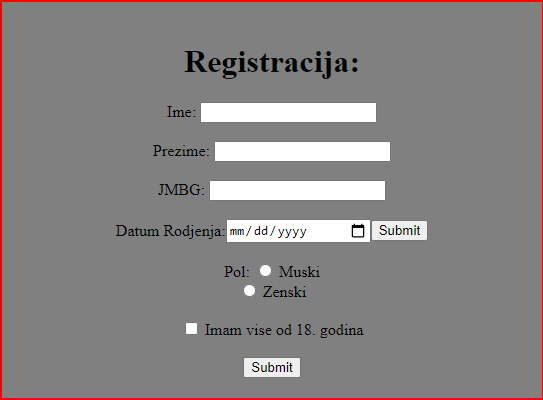 Registracija:
Ime:
Prezime:
JMBG:
Datum Rodjenja: mm/dd/yyyy Submit
Pol: Muski
Zenski
Imam vise od 18. godina
Submit